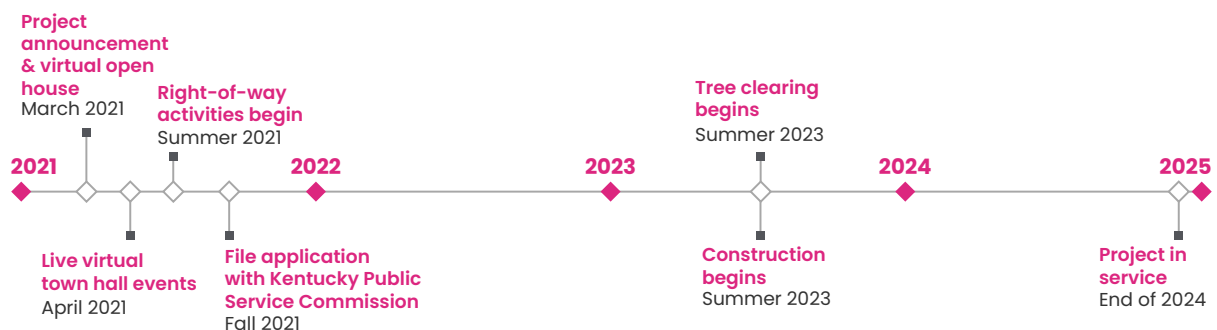 Project
announcement
& virtual open
house
March 2021
Right-of-way
activities begin
Summer 2021
Tree clearing
begins
Summer 2023
2021
2022
2023
2024
2025
Live virtual
town hall events
April 2021
File application
with Kentucky Public
Service Commission
Fall 2021
Construction
begins
Summer 2023
Project in
service
End of 2024